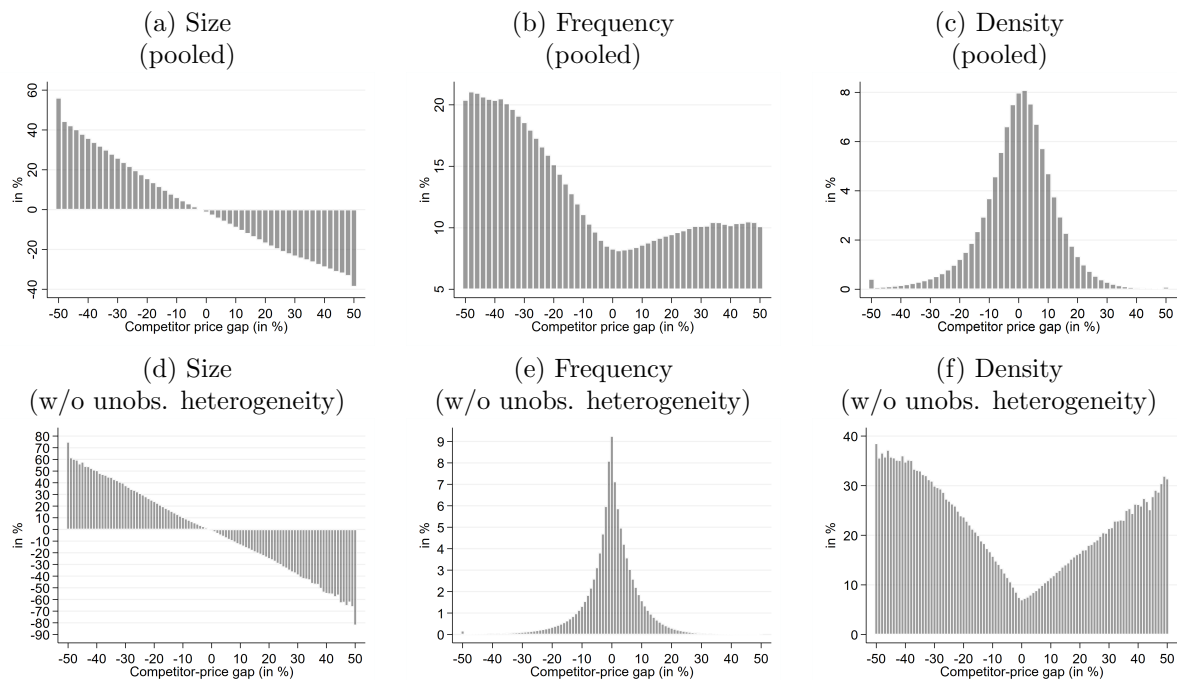 (a) Size
(pooled)
60
40
20
0
-20
-40
in %
-50 -40 -30 -20 -10 0 10 20 30 40 50
Competitor price gap (in %)
(b) Frequency
(pooled)
20
15
10
5
in %
-50 -40 -30 -20 -10 0 10 20 30 40 50
Competitor price gap (in %)
(c) Density
(pooled)
8
6
4
2
0
in %
-50 -40 -30 -20 -10 0 10 20 30 40 50
Competitor price gap (in %)
(d) Size
(w/o unobs. heterogeneity)
80
70
60
50
40
30
20
10
0
-10
-20
-30
-40
-50
-60
-70
-80
-90
in %
-50 -40 -30 -20 -10 0 10 20 30 40 50
Competitor-price gap (in %)
(e) Frequency
(w/o unobs. heterogeneity)
9
8
7
6
5
4
3
2
1
0
in %
-50 -40 -30 -20 -10 0 10 20 30 40 50
Competitor-price gap (in %)
(f) Density
(w/o unobs. heterogeneity)
40
30
20
10
0
in %
-50 -40 -30 -20 -10 0 10 20 30 40 50
Competitor-price gap (in %)